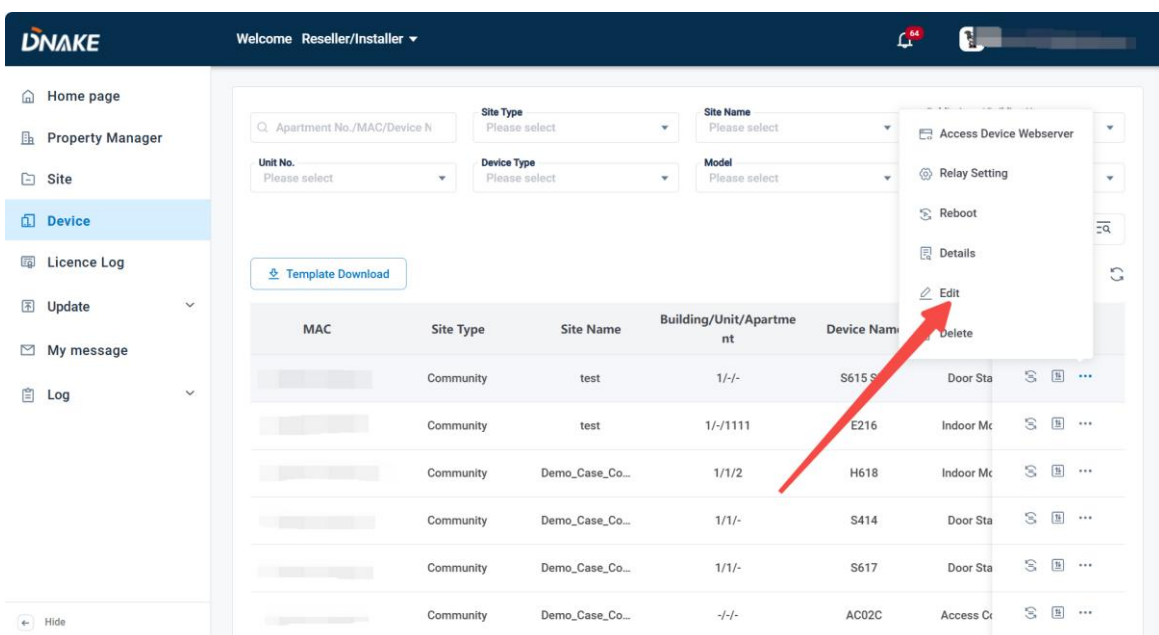 DNAKE
Welcome Reseller/Installer
64
Home page
Property Manager
Site
Device
Licence Log
Update
My message
Log
Hide
Apartment No./MAC/Device N
Site Type
Please select
Site Name
Please select
Unit No.
Please select
Device Type
Please select
Model
Please select
Access Device Webserver
Relay Setting
Reboot
Details
Edit
Delete
Template Download
MAC Site Type Site Name Building/Unit/Apartme
nt Device Nam
Community test 1/-/- S615 Door Sta
Community test 1/-/1111 E216 Indoor Mo
Community Demo_Case_Co... 1/1/2 H618 Indoor Mo
Community Demo_Case_Co... 1/1/- S414 Door Sta
Community Demo_Case_Co... 1/1/- S617 Door Sta
Community Demo_Case_Co... -/-/- AC02C Access Co